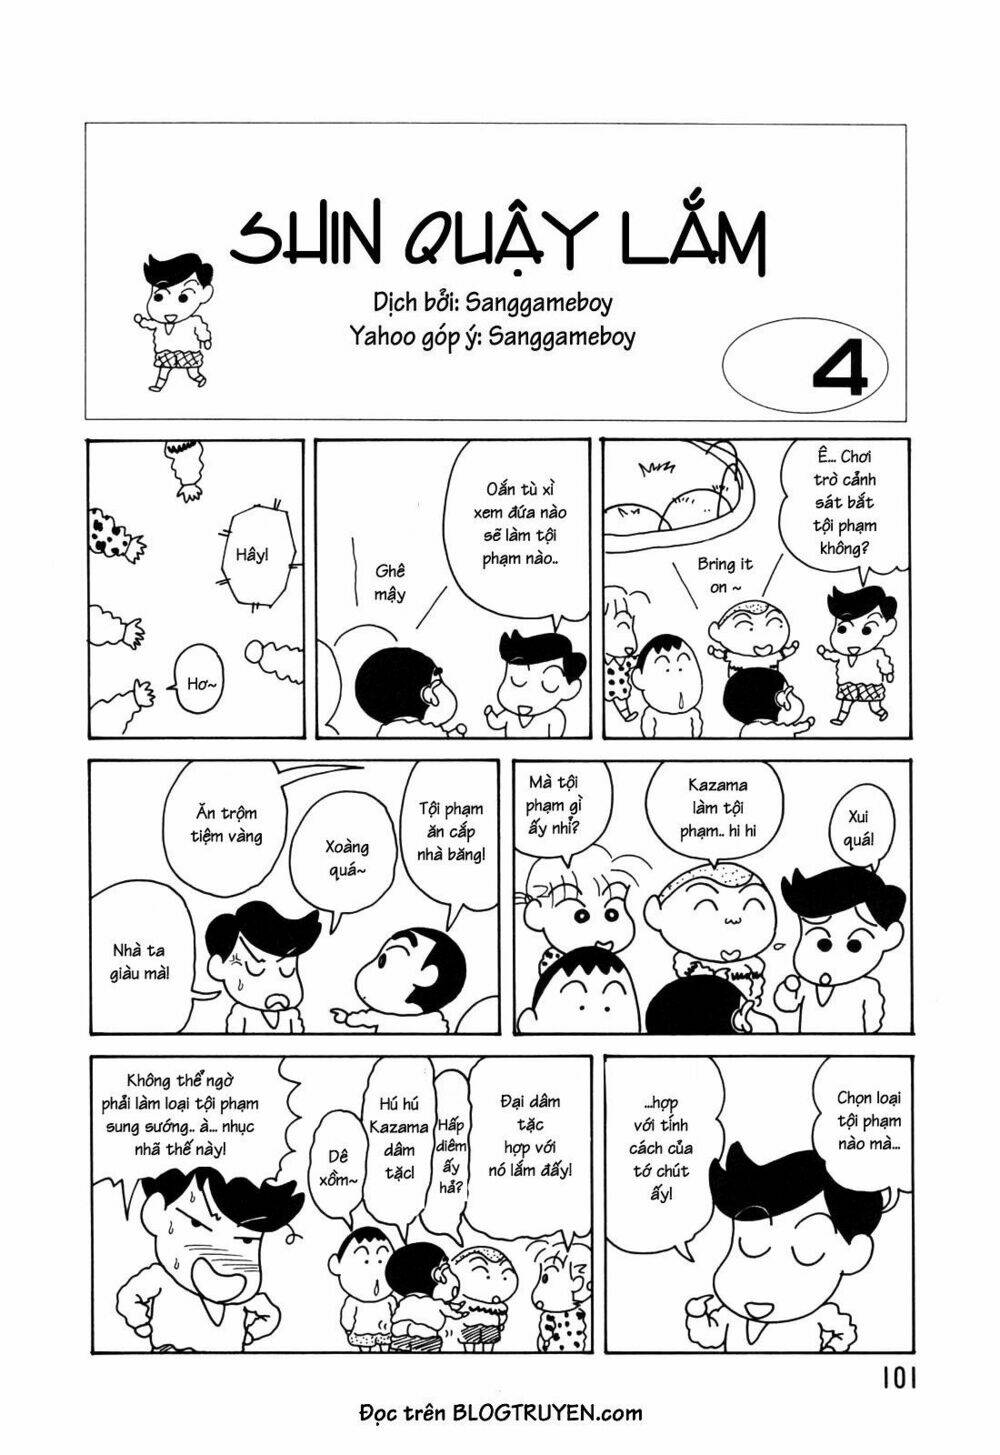 SHIN QUẬY LẮM
Dịch bởi: Sanggameboy
Yahoo góp ý: Sanggameboy
4
Ê... Chơi
trò cảnh
sát bắt
tội phạm
không?
Bring it
on ~
Oẳn tù xì
xem đứa nào
sẽ làm tội
phạm nào..
Ghê
mậy
Hây!
Hơ~
Xui
quá!
Kazama
làm tội
phạm.. hi hi
Mà tội
phạm gì
ấy nhỉ?
Tội phạm
ăn cắp
nhà băng!
Xoàng
quá~
Ăn trộm
tiệm vàng
Nhà ta
giàu mà!
Chọn loại
tội phạm
nào mà...
...hợp
với tính
cách của
tớ chút
ấy!
Đại dâm
tặc
hợp với
nó lắm đấy!
Hấp
diêm
ấy
hả?
Hú hú
Kazama
dâm
tặc!
Dê
xồm~
Không thể ngờ
phải làm loại tội phạm
sung sướng.. à... nhục
nhã thế này!
101
Đọc trên BLOGTRUYEN.com